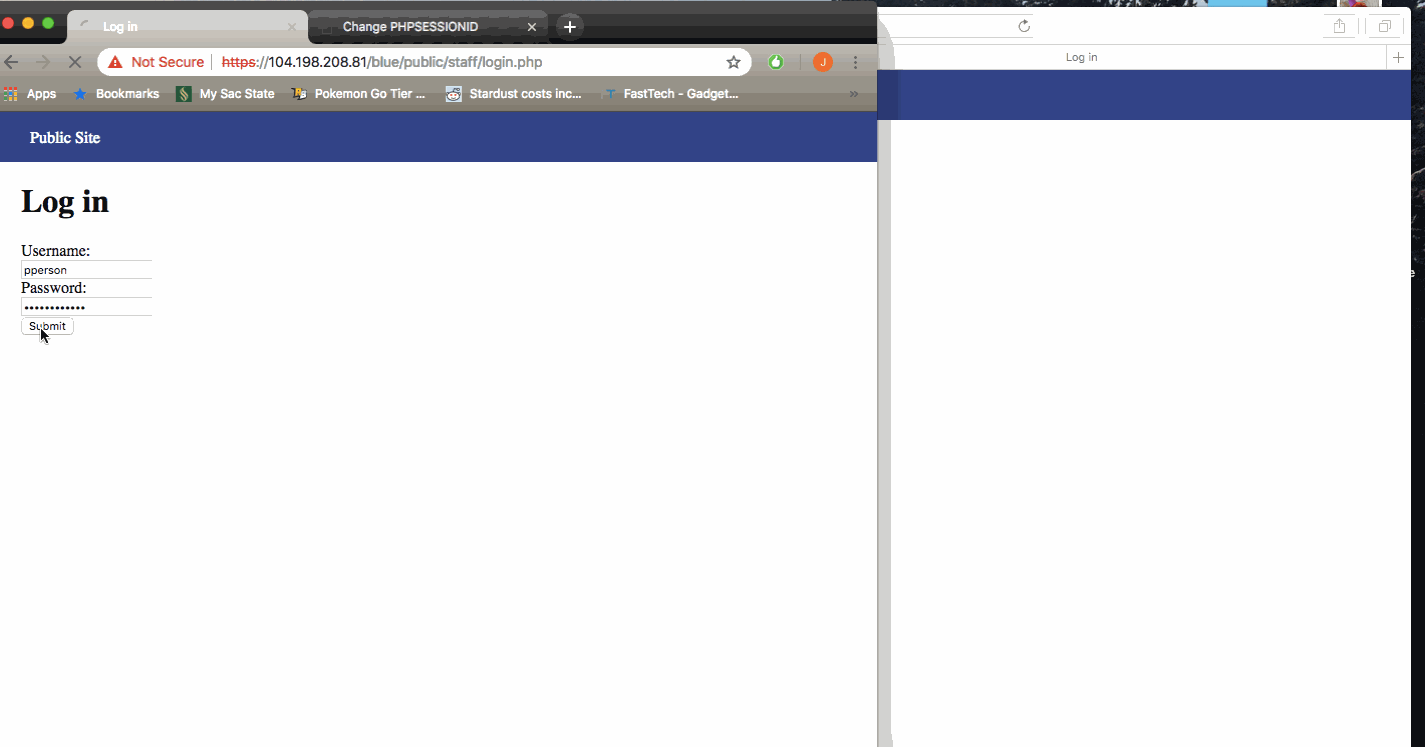 Log in
Change PHPSESSIONID
Not Secure
https://104.198.208.81/blue/public/staff/login.php
J
Apps
Bookmarks
My Sac State
Pokemon Go Tier ...
Stardust costs inc...
FastTech - Gadget...
»
Log in
Public Site
Log in
Username:
pperson
Password:
••••••••••••
Submit
e